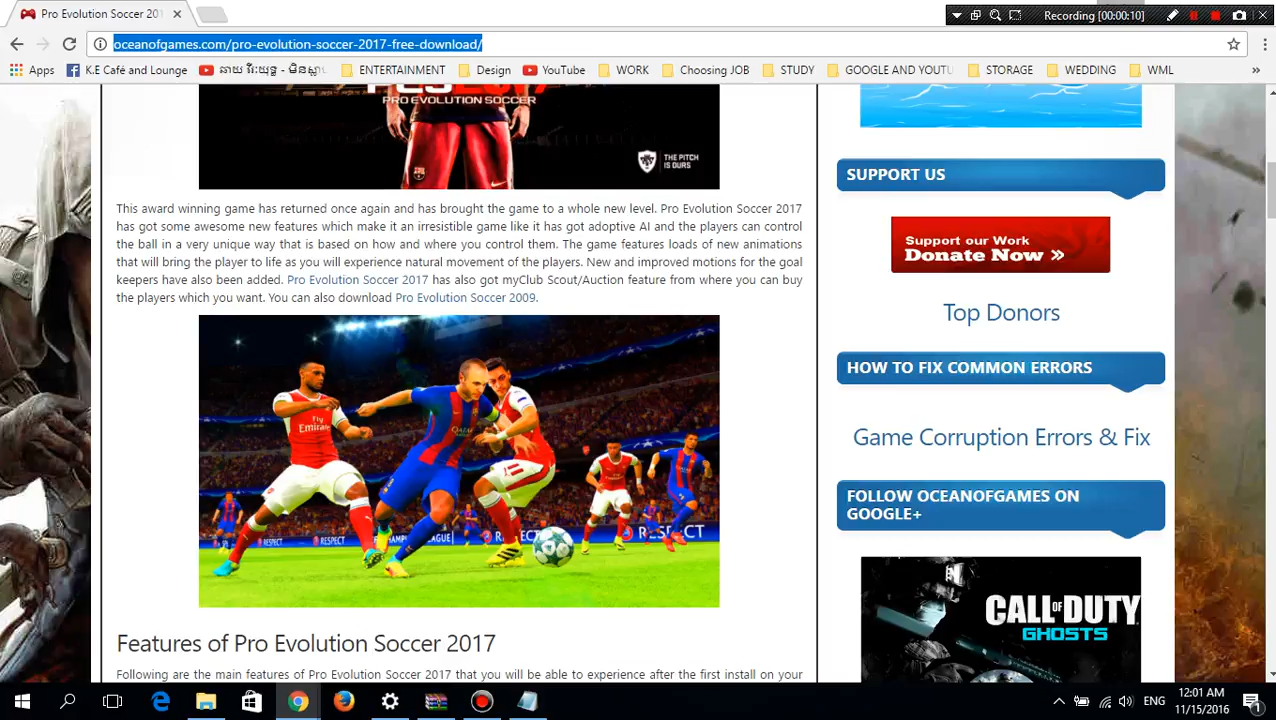 Pro Evolution Soccer 201
Recording [00:00:10]
oceanofgames.com/pro-evolution-soccer-2017-free-download/
Apps K.E Café and Lounge ENTERTAINMENT Design YouTube WORK Choosing JOB STUDY GOOGLE AND YOUTU STORAGE WEDDING WML »
PRO EVOLUTION SOCCER
THE PITCH
IS OURS
This award winning game has returned once again and has brought the game to a whole new level. Pro Evolution Soccer 2017
has got some awesome new features which make it an irresistible game like it has got adoptive AI and the players can control
the ball in a very unique way that is based on how and where you control them. The game features loads of new animations
that will bring the player to life as you will experience natural movement of the players. New and improved motions for the goal
keepers have also been added. Pro Evolution Soccer 2017 has also got myClub Scout/Auction feature from where you can buy
the players which you want. You can also download Pro Evolution Soccer 2009.
Fly
Emirates
QATAR
RESPECT
RESPECT
RESPECT
Features of Pro Evolution Soccer 2017
Following are the main features of Pro Evolution Soccer 2017 that you will be able to experience after the first install on your
SUPPORT US
Support our Work
Donate Now »
Top Donors
HOW TO FIX COMMON ERRORS
Game Corruption Errors & Fix
FOLLOW OCEANOFGAMES ON
GOOGLE+
CALL OF DUTY
GHOSTS
ENG
12:01 AM
11/15/2016
1